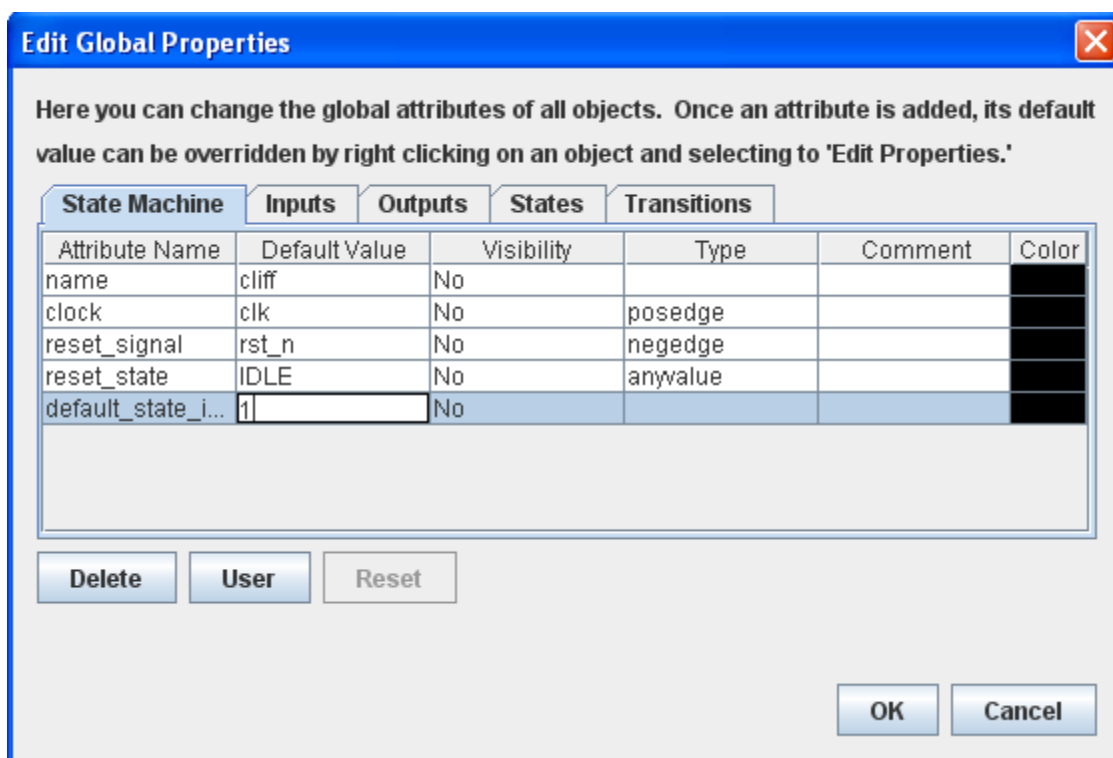 Edit Global Properties
Here you can change the global attributes of all objects.  Once an attribute is added, its default
value can be overridden by right clicking on an object and selecting to 'Edit Properties.'
State Machine Inputs Outputs States Transitions
Attribute Name Default Value Visibility Type Comment Color
name cliff No
clock clk No posedge
reset_signal rst_n No negedge
reset_state IDLE No anyvalue
default_state_i... 1 No
Delete User Reset
OK Cancel